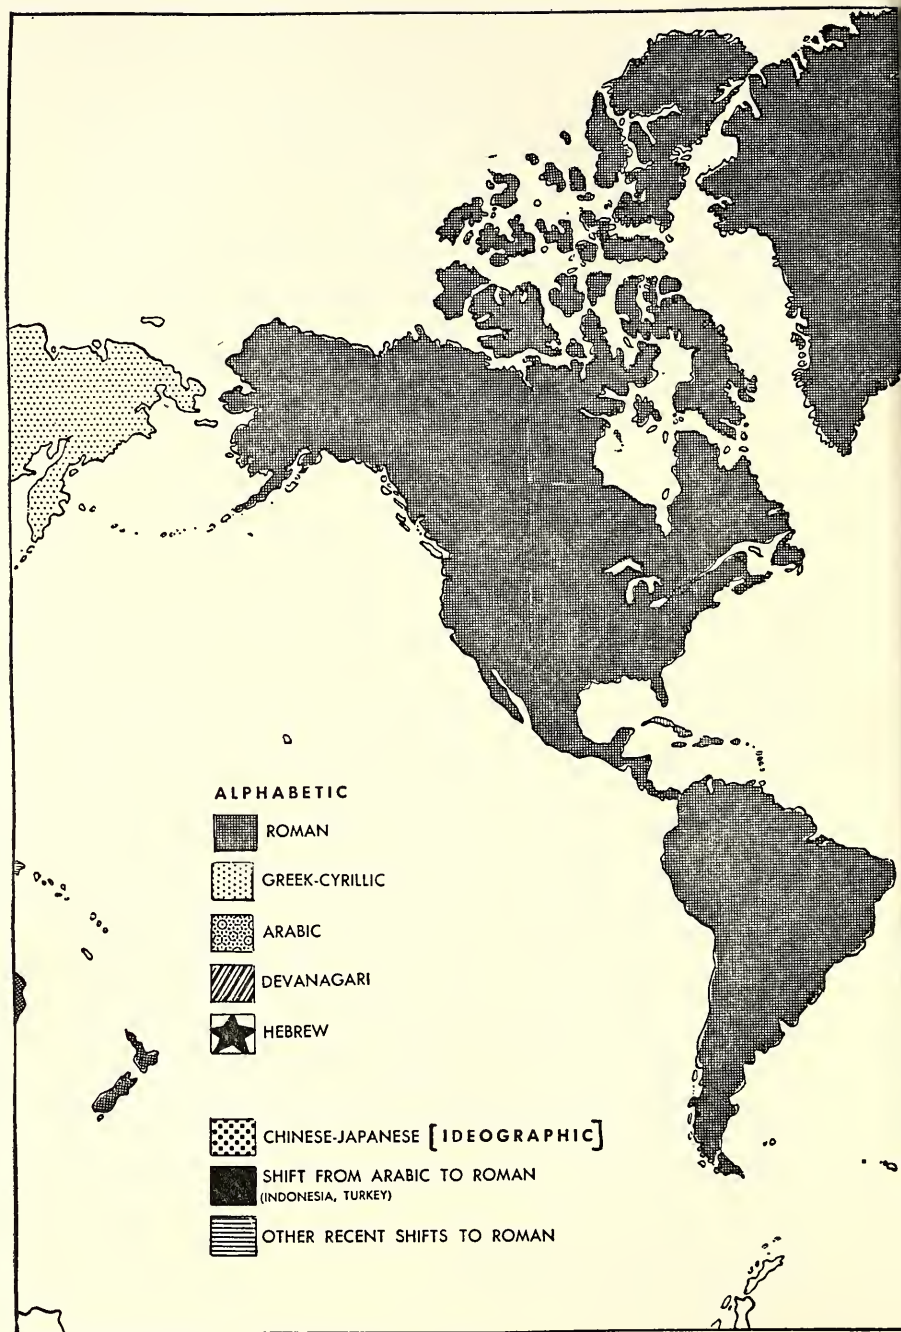 ALPHABETIC
ROMAN
GREEK-CYRILLIC
ARABIC
DEVANAGARI
HEBREW
CHINESE-JAPANESE [IDEOGRAPHIC]
SHIFT FROM ARABIC TO ROMAN
(INDONESIA, TURKEY)
OTHER RECENT SHIFTS TO ROMAN